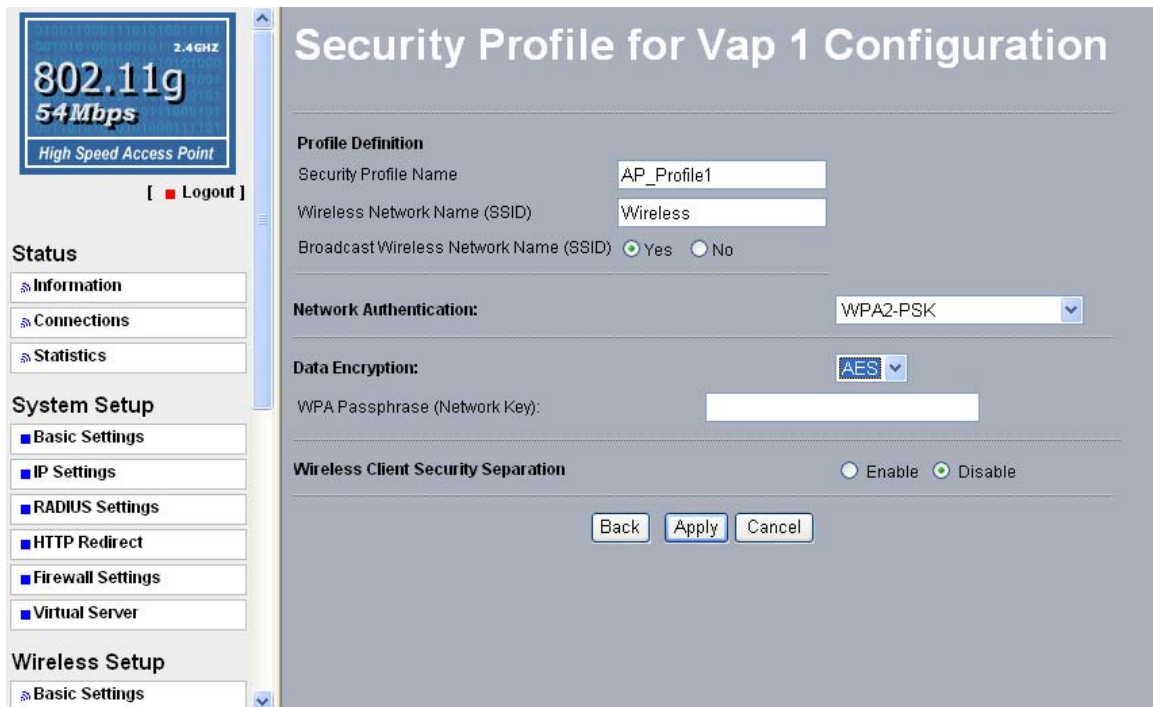 2.4GHZ
802.11g
54Mbps
High Speed Access Point
[ Logout ]
Status
Information
Connections
Statistics
System Setup
Basic Settings
IP Settings
RADIUS Settings
HTTP Redirect
Firewall Settings
Virtual Server
Wireless Setup
Basic Settings
Security Profile for Vap 1 Configuration
Profile Definition
Security Profile Name AP_Profile1
Wireless Network Name (SSID) Wireless
Broadcast Wireless Network Name (SSID) Yes No
Network Authentication: WPA2-PSK
Data Encryption: AES
WPA Passphrase (Network Key):
Wireless Client Security Separation Enable Disable
Back Apply Cancel